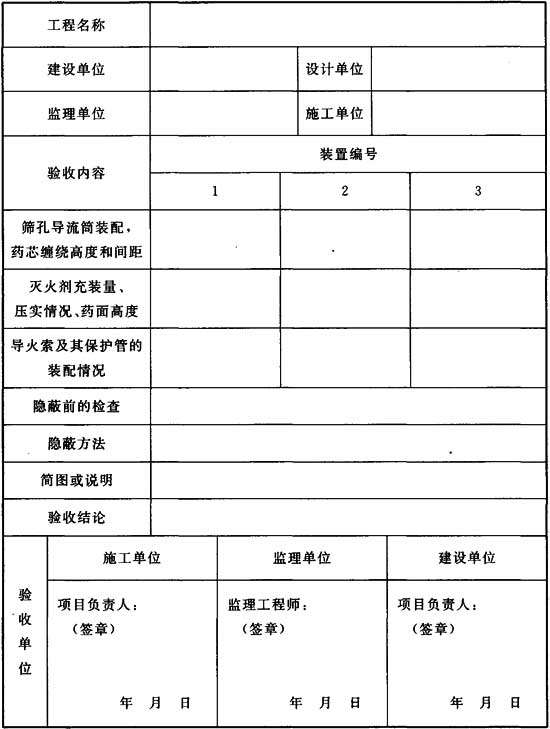 工程名称
建设单位 设计单位
监理单位 施工单位
验收内容 装置编号
1 2 3
筛孔导流筒装配，
药芯缠绕高度和间距
灭火剂充装量、
压实情况、药面高度
导火索及其保护管的
装配情况
隐蔽前的检查
隐蔽方法
简图或说明
验收结论
验收单位
施工单位 监理单位 建设单位
项目负责人： 监理工程师： 项目负责人：
（签章） （签章） （签章）
年 月 日 年 月 日 年 月 日